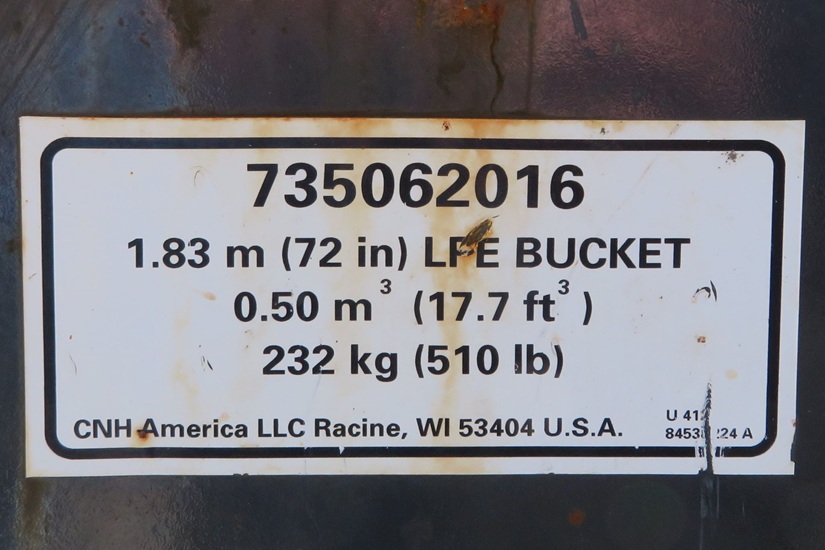 735062016
1.83 m (72 in) LPE BUCKET
0.50 m³ (17.7 ft³ )
232 kg (510 lb)
CNH America LLC Racine, WI 53404 U.S.A.
U
A